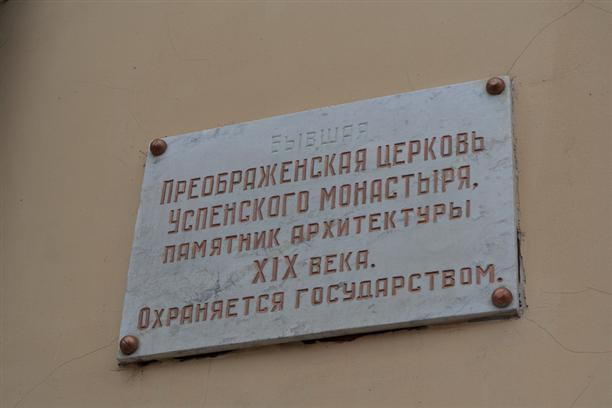 БЫВШАЯ
ПРЕОБРАЖЕНСКАЯ ЦЕРКОВЬ
УСПЕНСКОГО МОНАСТЫРЯ,
ПАМЯТНИК АРХИТЕКТУРЫ
XIX ВЕКА.
ОХРАНЯЕТСЯ ГОСУДАРСТВОМ.